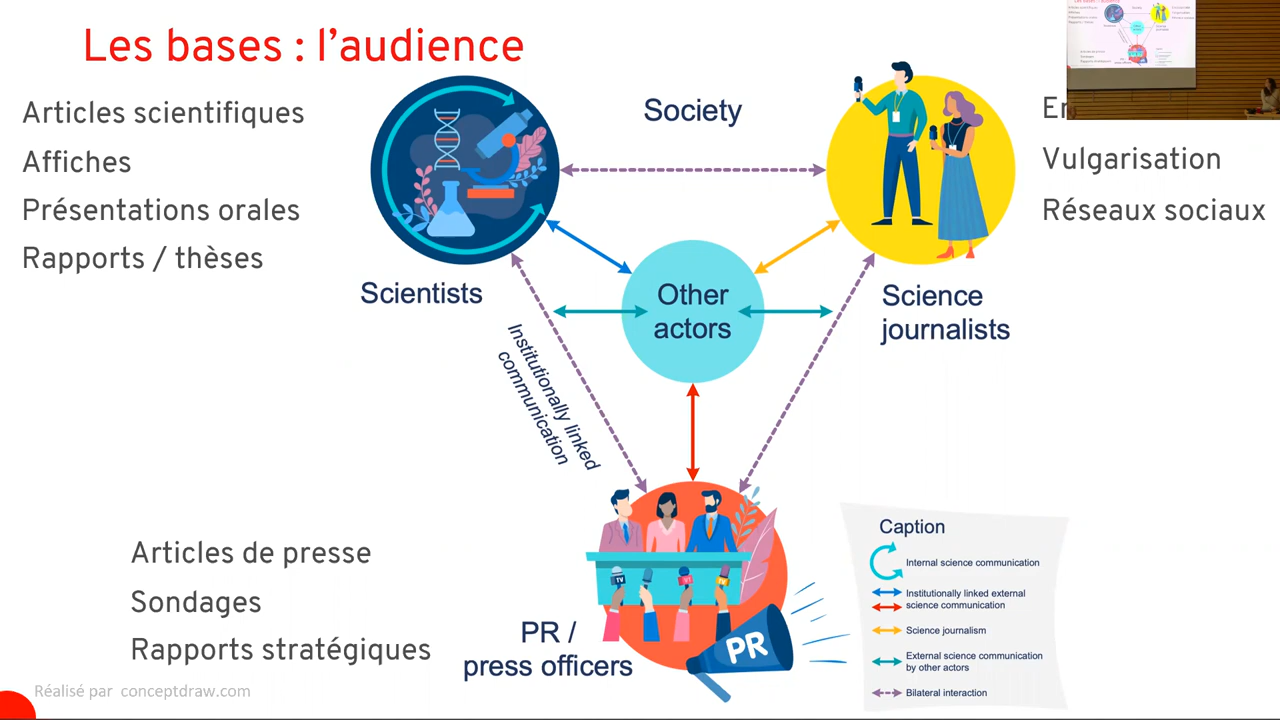 Les bases : l'audience
Articles scientifiques
Affiches
Présentations orales
Rapports / thèses
Society
Vulgarisation
Réseaux sociaux
Scientists
Other
actors
Science
journalists
Institutionally linked
communication
Articles de presse
Sondages
Rapports stratégiques
PR /
press officers
TV
TV
PR
Caption
Internal science communication
Institutionally linked external
science communication
Science journalism
External science communication
by other actors
Bilateral interaction
Réalisé par conceptdraw.com